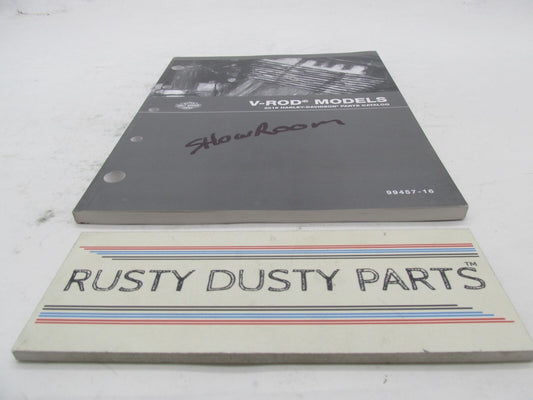 V-ROD® MODELS
2016 HARLEY-DAVIDSON® PARTS CATALOG
SHOWROOM
99457-16
RUSTY DUSTY PARTS™